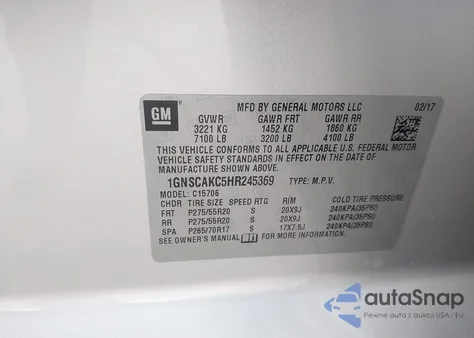 GM
MFD BY GENERAL MOTORS LLC 02/17
GVWR GAWR FRT GAWR RR
3221 KG 1452 KG 1860 KG
7100 LB 3200 LB 4100 LB
THIS VEHICLE CONFORMS TO ALL APPLICABLE U.S. FEDERAL MOTOR
VEHICLE SAFETY STANDARDS IN EFFECT ON THE DATE OF
MANUFACTURE SHOWN ABOVE.
1GNSCAKC5HR245369 TYPE: M.P.V.
MODEL: C15706
CHDR TIRE SIZE SPEED RTG RIM COLD TIRE PRESSURE
FRT P275/55R20 S 20X9J 240KPA(35PSI)
RR P275/55R20 S 20X9J 240KPA(35PSI)
SPA P265/70R17 S 17X7.5J 240KPA(35PSI)
SEE OWNER'S MANUAL FOR MORE INFORMATION
autoSnap
Pewne auto z aukcji USA i EU